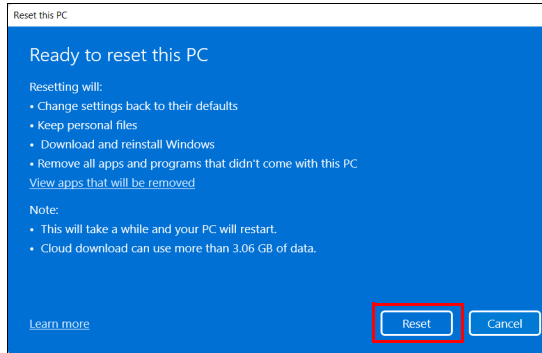 Reset this PC
Ready to reset this PC
Resetting will:
• Change settings back to their defaults
• Keep personal files
• Download and reinstall Windows
• Remove all apps and programs that didn't come with this PC
View apps that will be removed
Note:
• This will take a while and your PC will restart.
• Cloud download can use more than 3.06 GB of data.
Learn more
Reset
Cancel